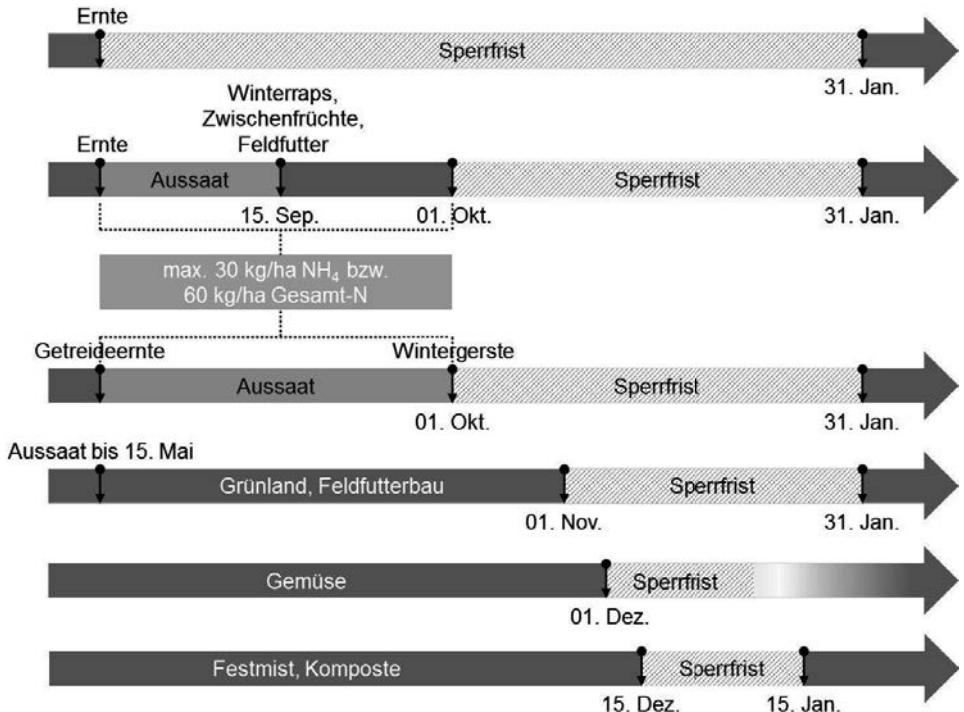 Ernte
Sperrfrist
31. Jan.
Winterraps,
Zwischenfrüchte,
Feldfutter
Ernte
Aussaat
Sperrfrist
15. Sep.
01. Okt.
31. Jan.
max. 30 kg/ha NH₄ bzw.
60 kg/ha Gesamt-N
Getreideernte
Wintergerste
Aussaat
Sperrfrist
01. Okt.
31. Jan.
Aussaat bis 15. Mai
Grünland, Feldfutterbau
Sperrfrist
01. Nov.
31. Jan.
Gemüse
Sperrfrist
01. Dez.
Festmist, Komposte
Sperrfrist
15. Dez.
15. Jan.